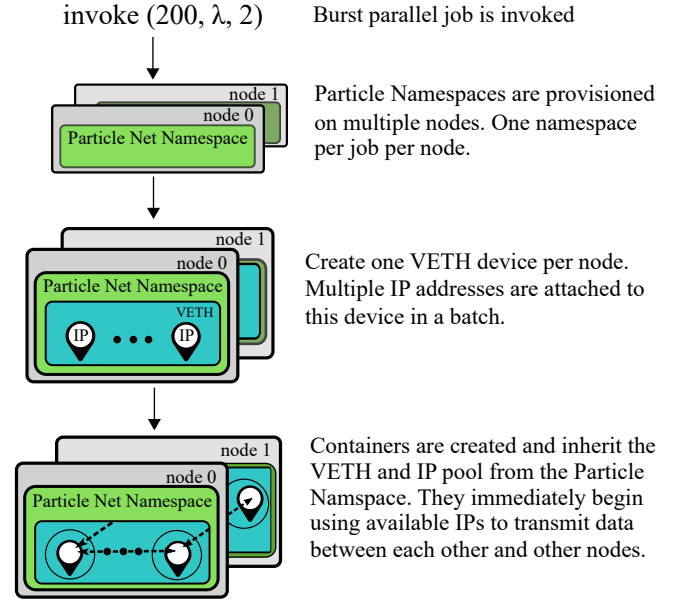 invoke (200, λ, 2)
Burst parallel job is invoked
node 1
node 0
Particle Net Namespace
Particle Namespaces are provisioned
on multiple nodes. One namespace
per job per node.
node 1
node 0
Particle Net Namespace
VETH
IP
IP
Create one VETH device per node.
Multiple IP addresses are attached to
this device in a batch.
node 1
node 0
Particle Net Namespace
Containers are created and inherit the
VETH and IP pool from the Particle
Namspace. They immediately begin
using available IPs to transmit data
between each other and other nodes.